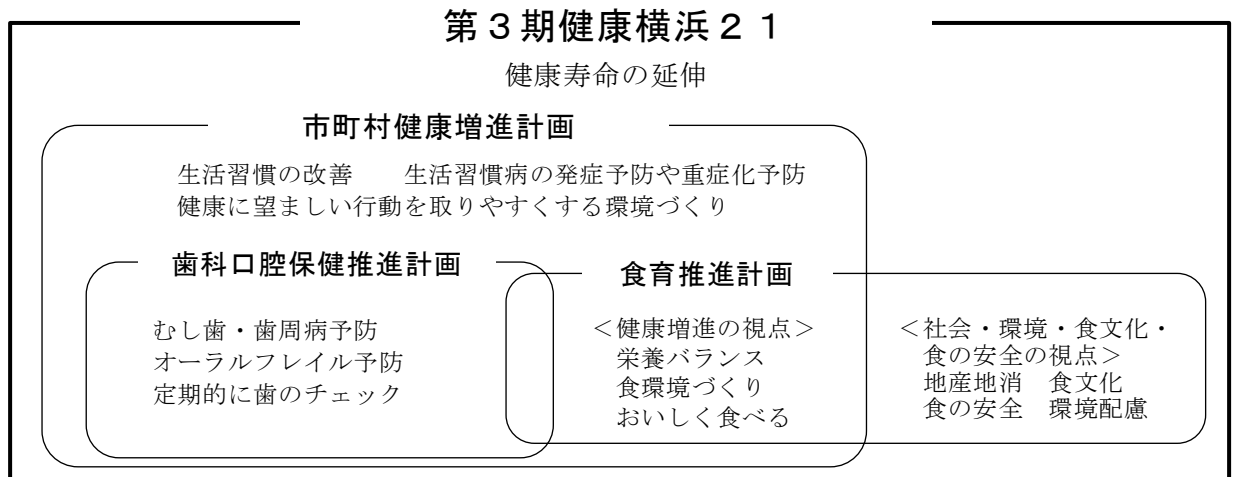 第３期健康横浜２１
健康寿命の延伸
市町村健康増進計画
生活習慣の改善　　生活習慣病の発症予防や重症化予防
健康に望ましい行動を取りやすくする環境づくり
歯科口腔保健推進計画
むし歯・歯周病予防
オーラルフレイル予防
定期的に歯のチェック
食育推進計画
＜健康増進の視点＞
栄養バランス
食環境づくり
おいしく食べる
＜社会・環境・食文化・
食の安全の視点＞
地産地消　食文化
食の安全　環境配慮